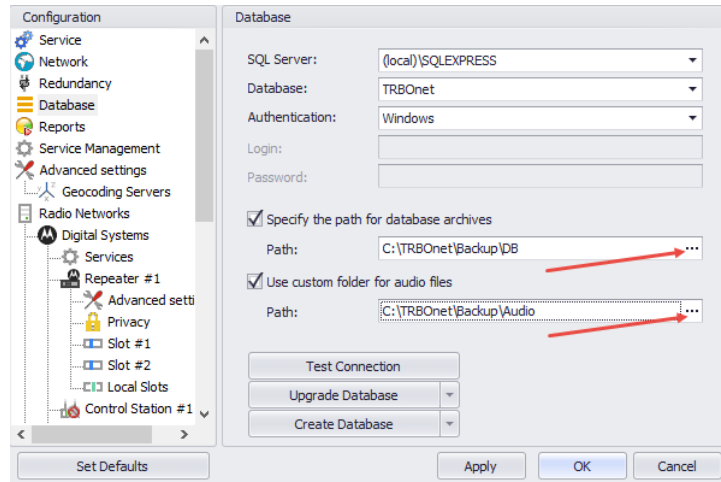 Configuration
Service
Network
Redundancy
Database
Reports
Service Management
Advanced settings
Geocoding Servers
Radio Networks
Digital Systems
Services
Repeater #1
Advanced setti
Privacy
Slot #1
Slot #2
Local Slots
Control Station #1
Set Defaults
Database
SQL Server: (local)\SQLEXPRESS
Database: TRBOnet
Authentication: Windows
Login:
Password:
Specify the path for database archives
Path: C:\TRBOnet\Backup\DB ...
Use custom folder for audio files
Path: C:\TRBOnet\Backup\Audio ...
Test Connection
Upgrade Database
Create Database
Apply OK Cancel